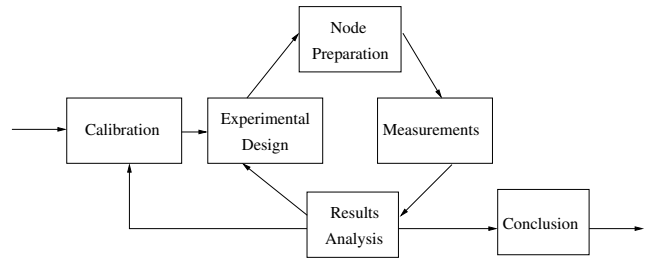 Node
Preparation
Calibration
Experimental
Design
Measurements
Results
Analysis
Conclusion